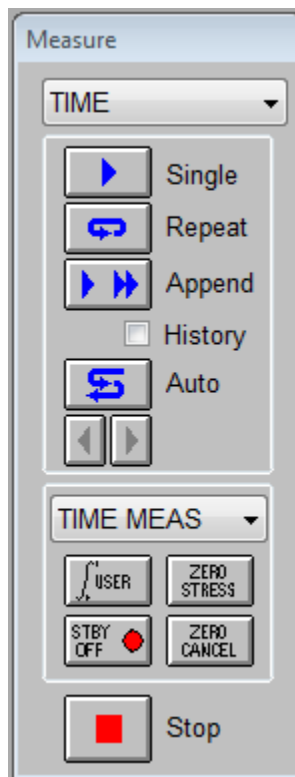 Measure
TIME
Single
Repeat
Append
History
Auto
TIME MEAS
USER
ZERO
STRESS
STBY
OFF
ZERO
CANCEL
Stop